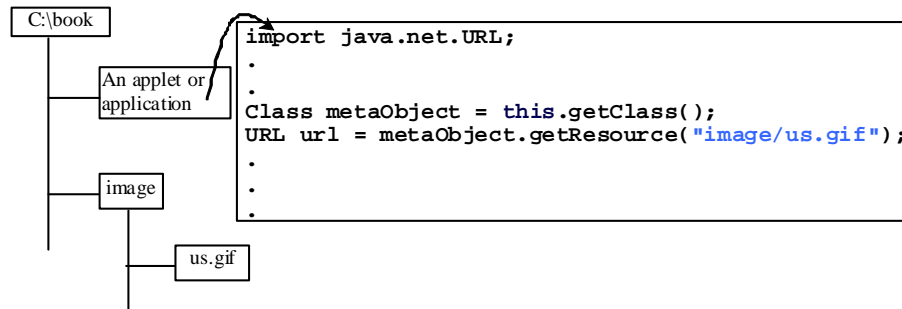 C:\book
An applet or
application
import java.net.URL;
.
.
Class metaObject = this.getClass();
URL url = metaObject.getResource("image/us.gif");
.
.
.
image
us.gif